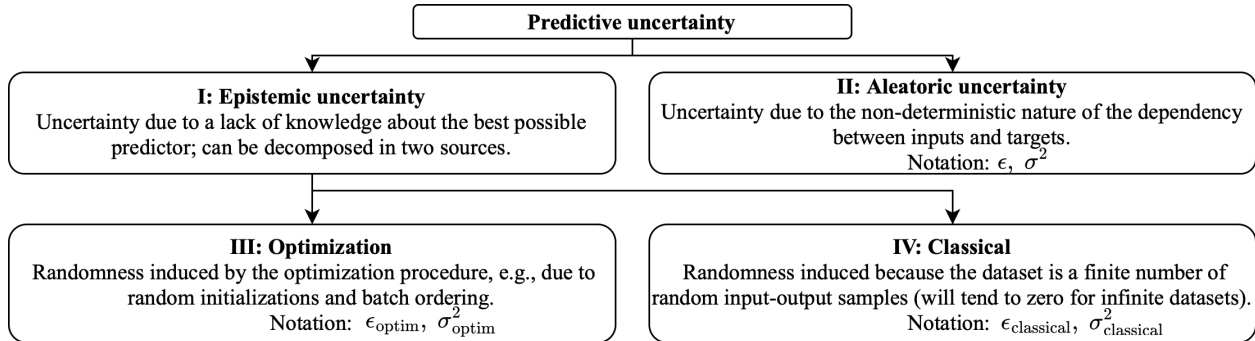 Predictive uncertainty
I: Epistemic uncertainty
Uncertainty due to a lack of knowledge about the best possible
predictor; can be decomposed in two sources.
II: Aleatoric uncertainty
Uncertainty due to the non-deterministic nature of the dependency
between inputs and targets.
Notation: ϵ, σ²
III: Optimization
Randomness induced by the optimization procedure, e.g., due to
random initializations and batch ordering.
Notation: ϵ_optim, σ²_optim
IV: Classical
Randomness induced because the dataset is a finite number of
random input-output samples (will tend to zero for infinite datasets).
Notation: ϵ_classical, σ²_classical